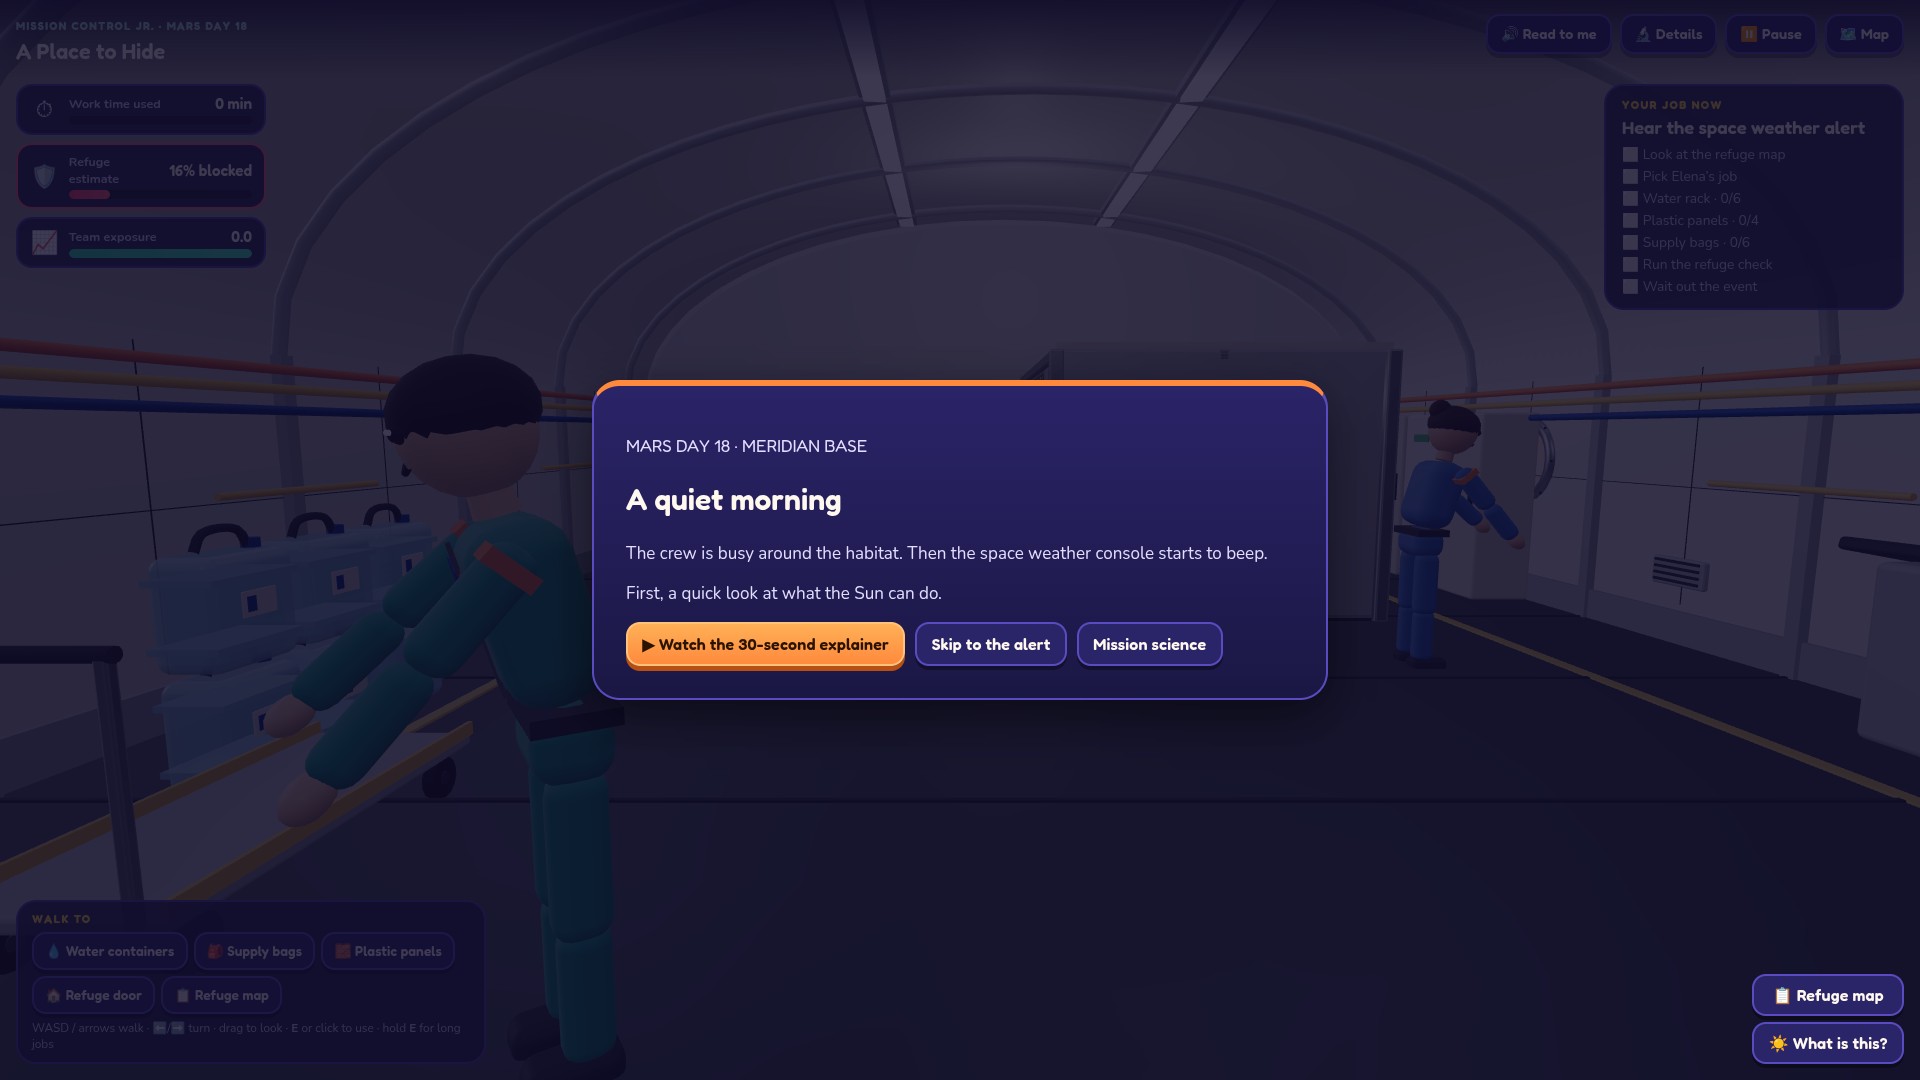 MISSION CONTROL JR. · MARS DAY 18
A Place to Hide
Work time used 0 min
Refuge estimate 16% blocked
Team exposure 0.0
Read to me
Details
Pause
Map
YOUR JOB NOW
Hear the space weather alert
Look at the refuge map
Pick Elena's job
Water rack · 0/6
Plastic panels · 0/4
Supply bags · 0/6
Run the refuge check
Wait out the event
MARS DAY 18 · MERIDIAN BASE
A quiet morning
The crew is busy around the habitat. Then the space weather console starts to beep.
First, a quick look at what the Sun can do.
▶ Watch the 30-second explainer
Skip to the alert
Mission science
WALK TO
Water containers
Supply bags
Plastic panels
Refuge door
Refuge map
WASD / arrows walk · ⬅/➡ turn · drag to look · E or click to use · hold E for long
jobs
Refuge map
What is this?